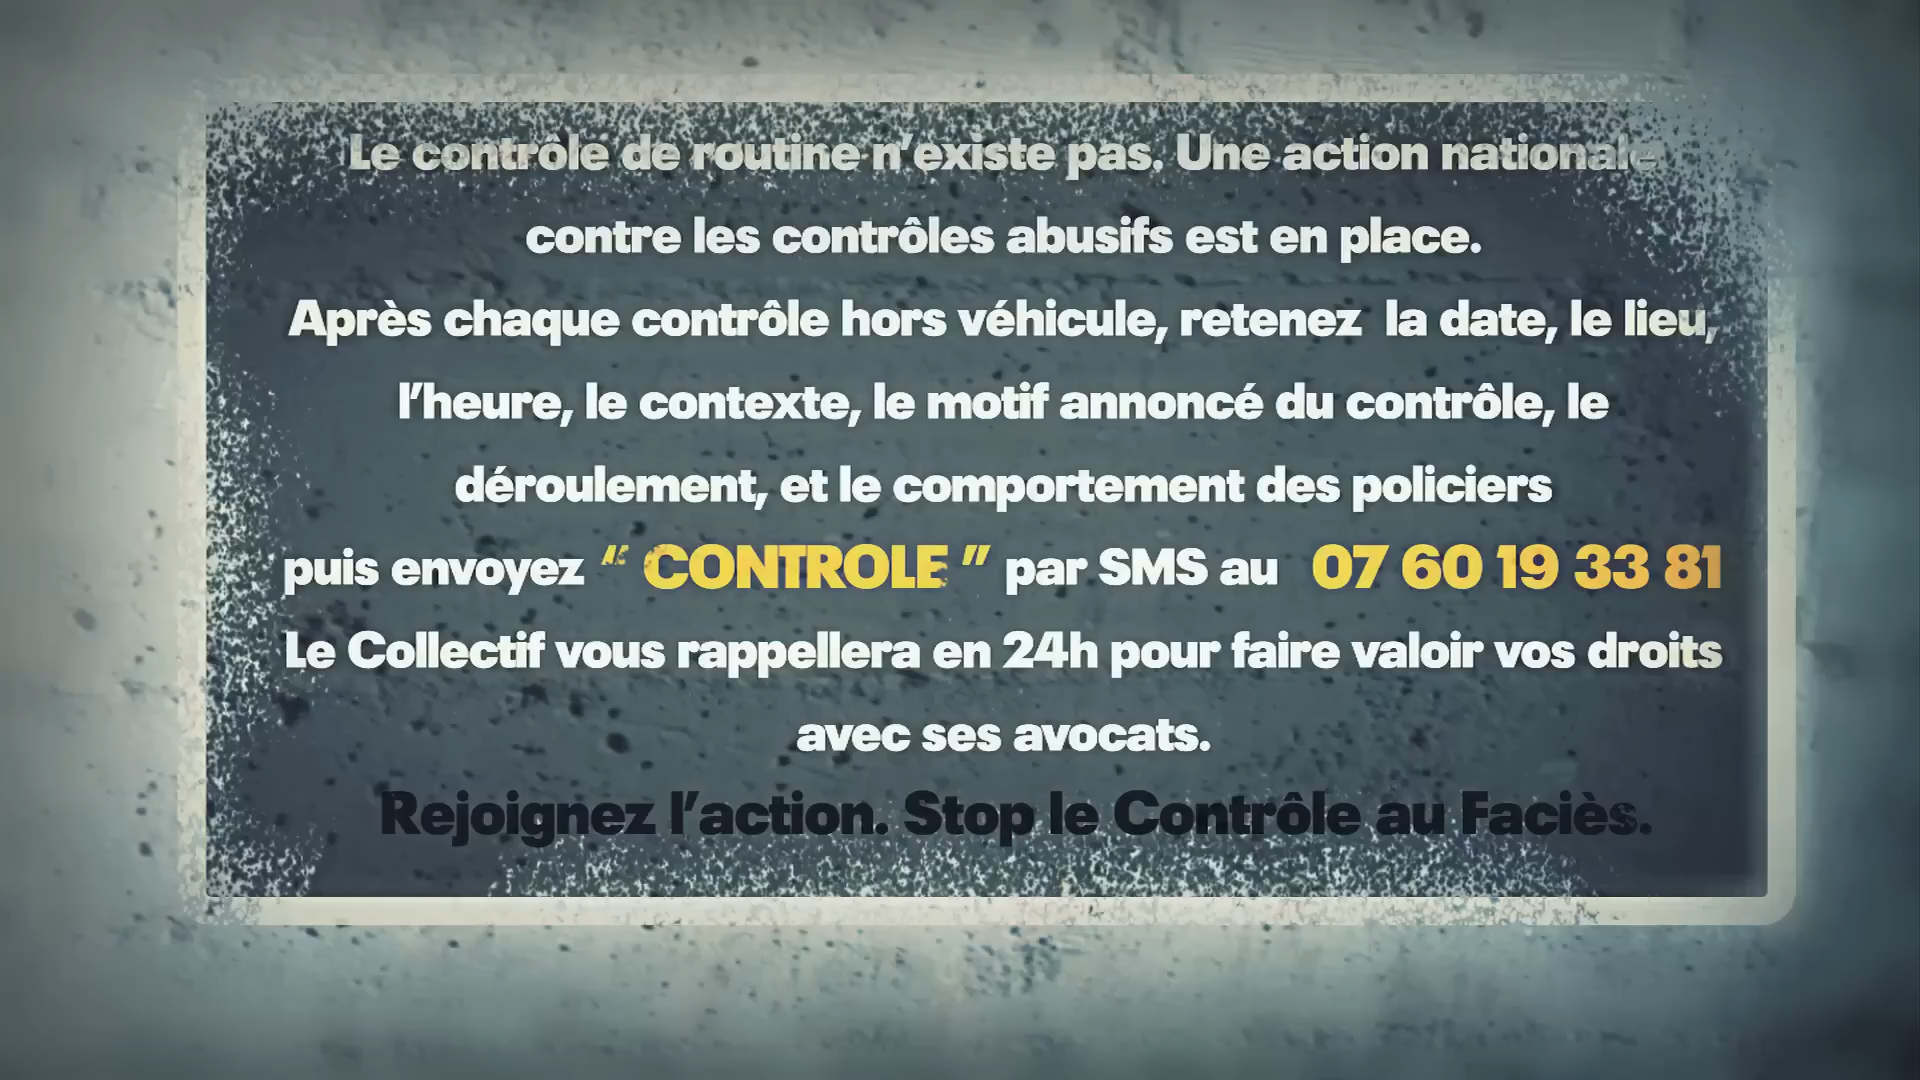 Le contrôle de routine n'existe pas. Une action nationale
contre les contrôles abusifs est en place.
Après chaque contrôle hors véhicule, retenez la date, le lieu,
l'heure, le contexte, le motif annoncé du contrôle, le
déroulement, et le comportement des policiers
puis envoyez “ CONTROLE ” par SMS au 07 60 19 33 81
Le Collectif vous rappellera en 24h pour faire valoir vos droits
avec ses avocats.
Rejoignez l'action. Stop le Contrôle au Faciès.